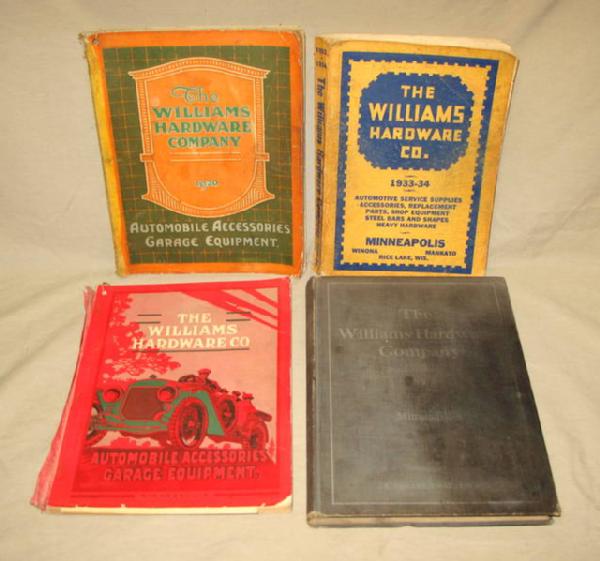 The
WILLIAMS
HARDWARE
COMPANY
1920
AUTOMOBILE ACCESSORIES
GARAGE EQUIPMENT.
1933
1934
The Williams Hardware
THE
WILLIAMS
HARDWARE
CO.
1933-34
AUTOMOTIVE SERVICE SUPPLIES
ACCESSORIES, REPLACEMENT
PARTS, SHOP EQUIPMENT
STEEL BARS AND SHAPES
HEAVY HARDWARE
MINNEAPOLIS
WINONA MANKATO
RICE LAKE, WIS.
THE
WILLIAMS
HARDWARE CO
AUTOMOBILE ACCESSORIES
GARAGE EQUIPMENT.
The
Williams Hardware
Company